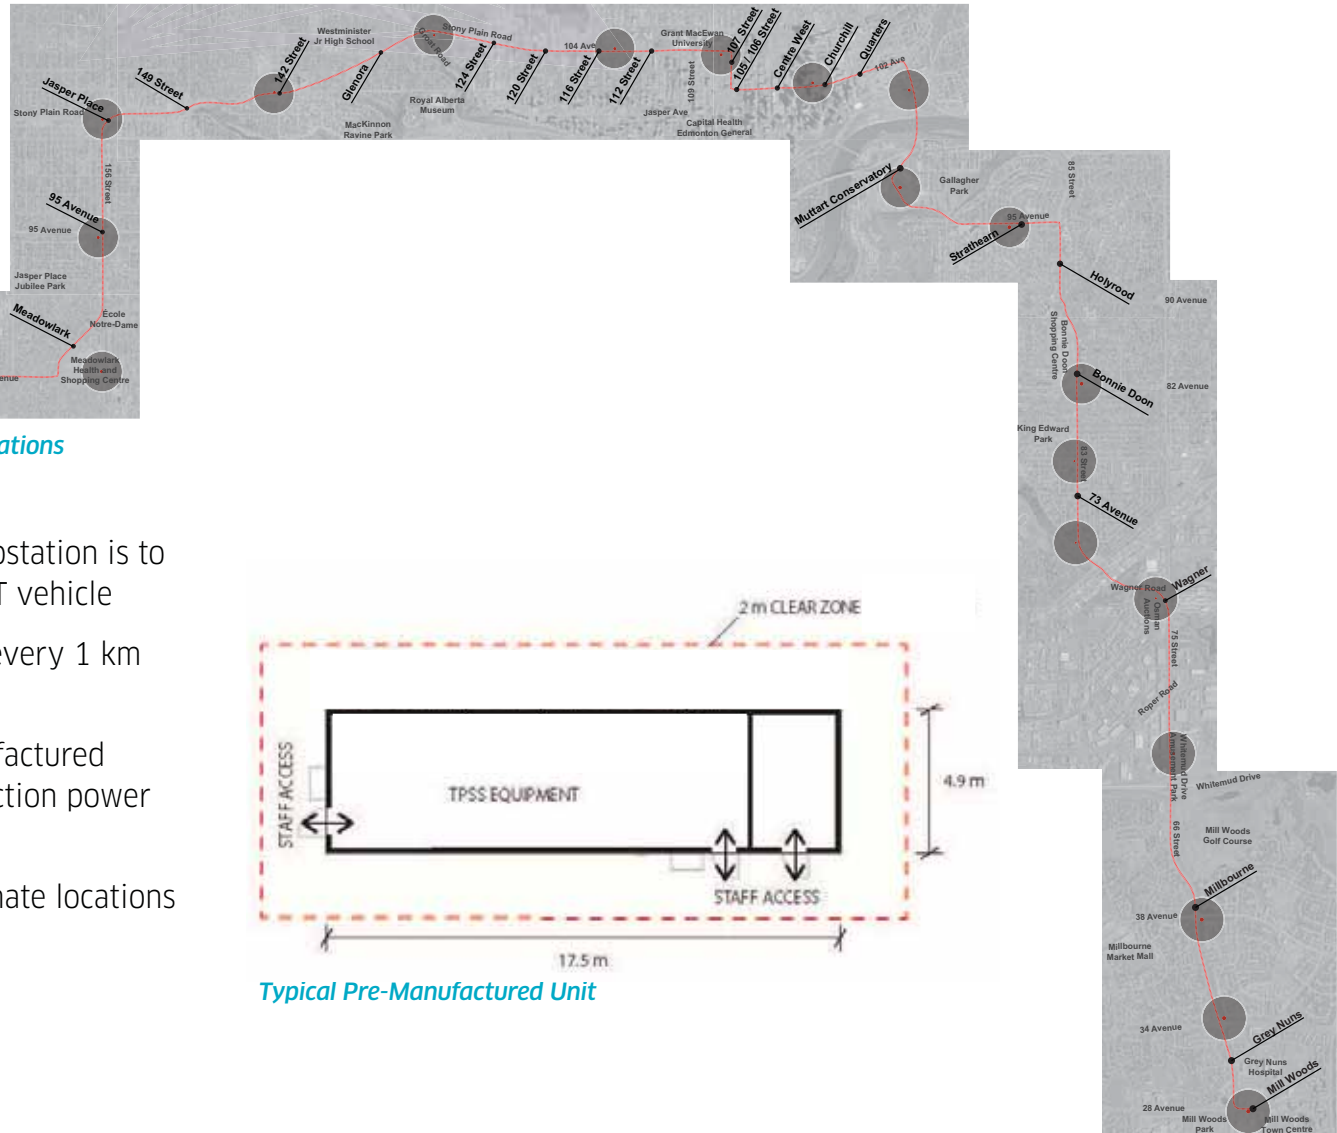 Westminister
Jr High School
Stony Plain Road
Groat Road
104 Ave
Grant MacEwan
University
107 Street
105 / 106 Street
Centre West
Churchill
Quarters
102 Ave
Jasper Place
149 Street
142 Street
Glenora
124 Street
120 Street
116 Street
112 Street
109 Street
Stony Plain Road
MacKinnon
Ravine Park
Royal Alberta
Museum
Jasper Ave
Capital Health
Edmonton General
156 Street
95 Avenue
95 Avenue
Jasper Place
Jubilee Park
Meadowlark
École
Notre-Dame
Meadowlark
Health and
Shopping Centre
enue
Muttart Conservatory
Gallagher
Park
85 Street
95 Avenue
Strathearn
Holyrood
90 Avenue
Bonnie Doon
Shopping Centre
Bonnie Doon
82 Avenue
King Edward
Park
83 Street
73 Avenue
Wagner Road
Wagner
Osman
Auctions
75 Street
Roper Road
Whitemud Drive
Amusement Park
Whitemud Drive
66 Street
Mill Woods
Golf Course
Millbourne
38 Avenue
Millbourne
Market Mall
34 Avenue
Grey Nuns
Grey Nuns
Hospital
Mill Woods
28 Avenue
Mill Woods
Park
Mill Woods
Town Centre
ations
ostation is to
T vehicle
every 1 km
factured
ction power
nate locations
2 m CLEAR ZONE
STAFF ACCESS
TPSS EQUIPMENT
4.9 m
STAFF ACCESS
17.5 m
Typical Pre-Manufactured Unit